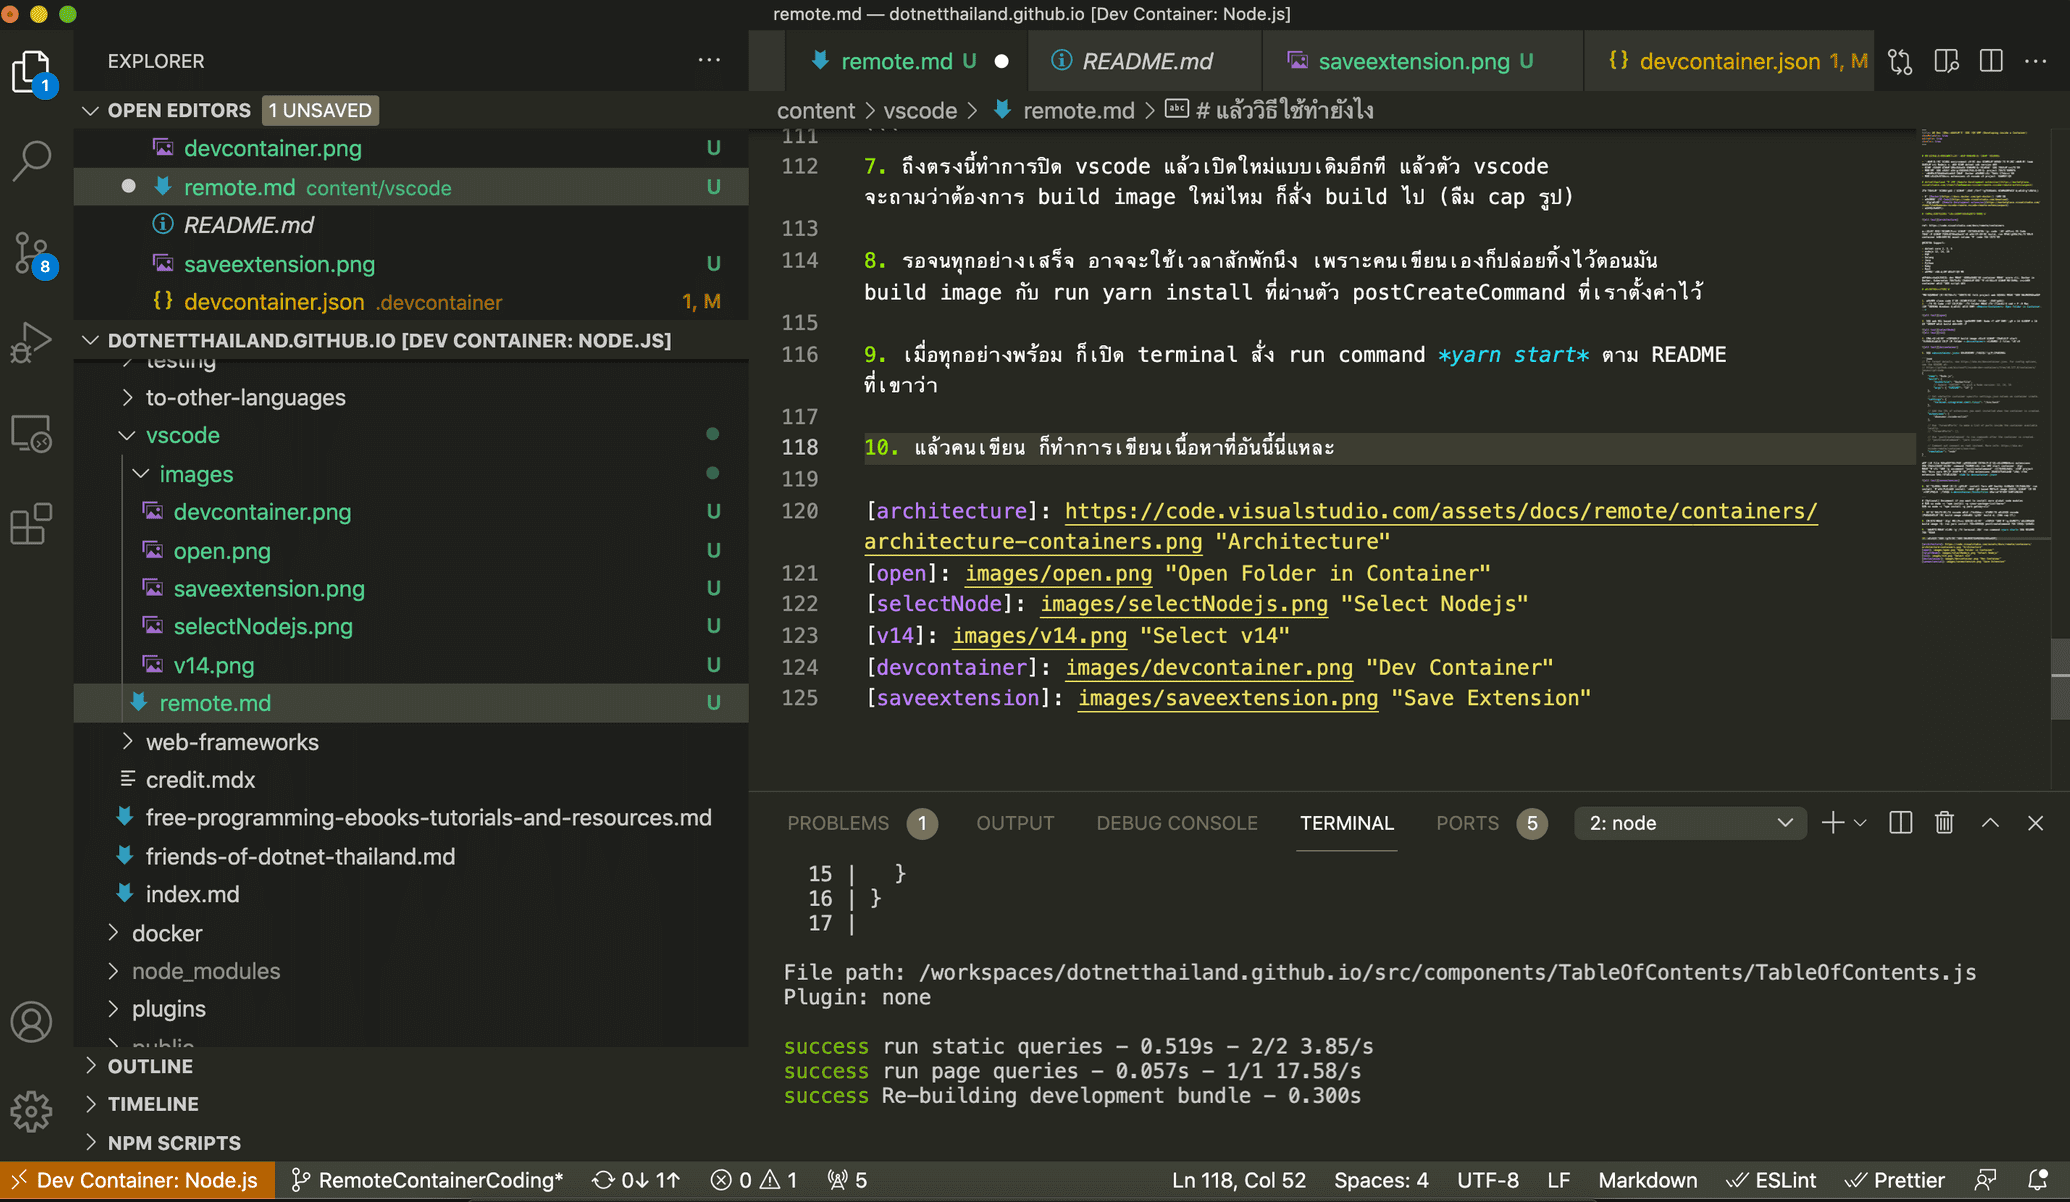 remote.md — dotnetthailand.github.io [Dev Container: Node.js]
1
8
EXPLORER
OPEN EDITORS 1 UNSAVED
devcontainer.png U
remote.md content/vscode U
README.md
saveextension.png U
{} devcontainer.json .devcontainer 1, M
DOTNETTHAILAND.GITHUB.IO [DEV CONTAINER: NODE.JS]
testing
to-other-languages
vscode
images
devcontainer.png U
open.png U
saveextension.png U
selectNodejs.png U
v14.png U
remote.md U
web-frameworks
credit.mdx
free-programming-ebooks-tutorials-and-resources.md
friends-of-dotnet-thailand.md
index.md
docker
node_modules
plugins
public
OUTLINE
TIMELINE
NPM SCRIPTS
remote.md U
README.md
saveextension.png U
{} devcontainer.json 1, M
content > vscode > remote.md > # แล้ววิธีใช้ทำยังไง
111 ```
112 7. ถึงตรงนี้ทำการปิด vscode แล้วเปิดใหม่แบบเดิมอีกที แล้วตัว vscode
จะถามว่าต้องการ build image ใหม่ไหม ก็สั่ง build ไป (ลืม cap รูป)
113
114 8. รอจนทุกอย่างเสร็จ อาจจะใช้เวลาสักพักนึง เพราะคนเขียนเองก็ปล่อยทิ้งไว้ตอนมัน
build image กับ run yarn install ที่ผ่านตัว postCreateCommand ที่เราตั้งค่าไว้
115
116 9. เมื่อทุกอย่างพร้อม ก็เปิด terminal สั่ง run command *yarn start* ตาม README
ที่เขาว่า
117
118 10. แล้วคนเขียน ก็ทำการเขียนเนื้อหาที่อันนี้นี่แหละ
119
120 [architecture]: https://code.visualstudio.com/assets/docs/remote/containers/
architecture-containers.png "Architecture"
121 [open]: images/open.png "Open Folder in Container"
122 [selectNode]: images/selectNodejs.png "Select Nodejs"
123 [v14]: images/v14.png "Select v14"
124 [devcontainer]: images/devcontainer.png "Dev Container"
125 [saveextension]: images/saveextension.png "Save Extension"
PROBLEMS 1 OUTPUT DEBUG CONSOLE TERMINAL PORTS 5 2: node
15 | }
16 | }
17 |
File path: /workspaces/dotnetthailand.github.io/src/components/TableOfContents/TableOfContents.js
Plugin: none
success run static queries - 0.519s - 2/2 3.85/s
success run page queries - 0.057s - 1/1 17.58/s
success Re-building development bundle - 0.300s
Dev Container: Node.js RemoteContainerCoding* 0↓ 1↑ 0 1 5 Ln 118, Col 52 Spaces: 4 UTF-8 LF Markdown ESLint Prettier